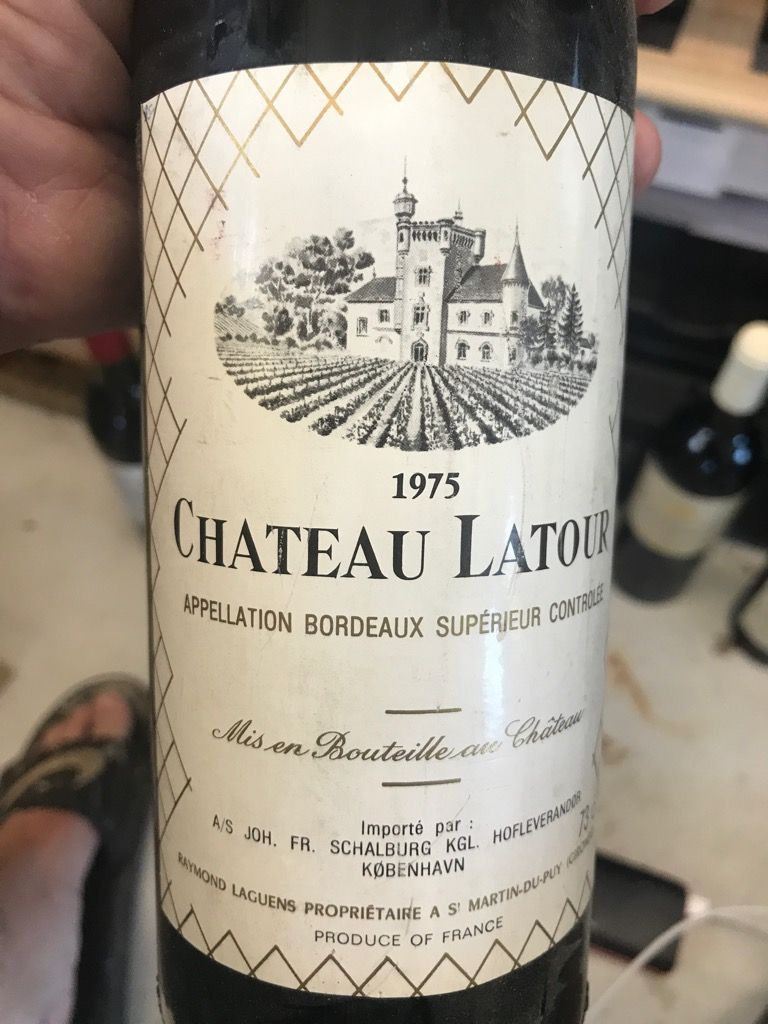 1975
CHATEAU LATOUR
APPELLATION BORDEAUX SUPÉRIEUR CONTROLÉE
Mis en Bouteille au Château
Importé par :
A/S JOH. FR. SCHALBURG KGL. HOFLEVERANDØR
KØBENHAVN
73
RAYMOND LAGUENS PROPRIÉTAIRE A St MARTIN-DU-PUY
PRODUCE OF FRANCE